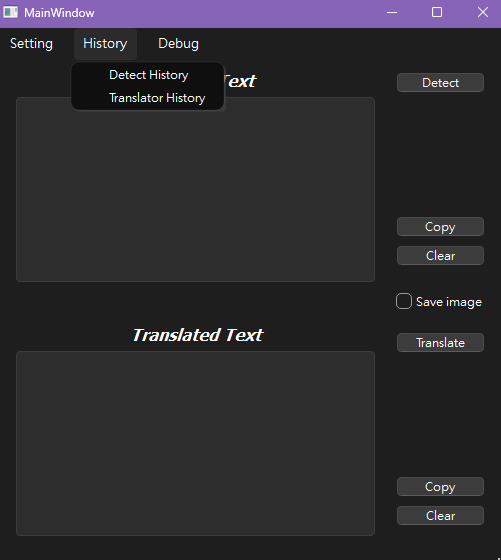 MainWindow
Setting History Debug
Detect History
Translator History
Text
Detect
Copy
Clear
Save image
Translated Text
Translate
Copy
Clear